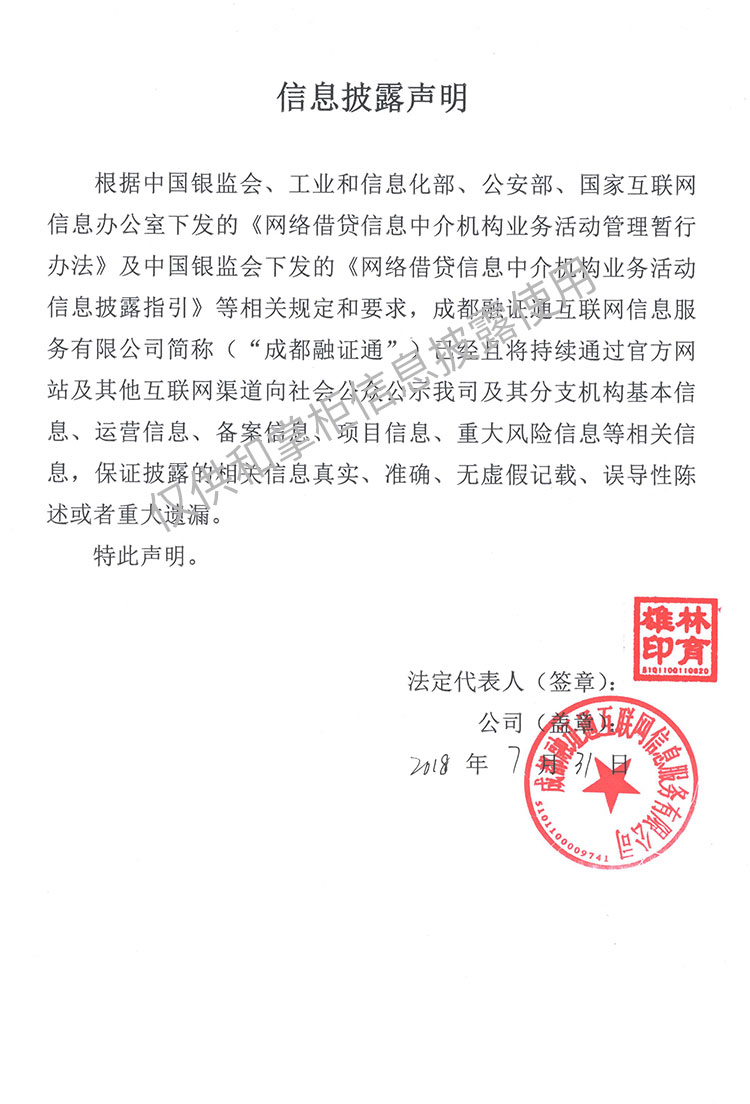 信息披露声明
根据中国银监会、工业和信息化部、公安部、国家互联网
信息办公室下发的《网络借贷信息中介机构业务活动管理暂行
办法》及中国银监会下发的《网络借贷信息中介机构业务活动
信息披露指引》等相关规定和要求，成都融证通互联网信息服
务有限公司简称（“成都融证通”）已经且将持续通过官方网
站及其他互联网渠道向社会公众公示我司及其分支机构基本信
息、运营信息、备案信息、项目信息、重大风险信息等相关信
息，保证披露的相关信息真实、准确、无虚假记载、误导性陈
述或者重大遗漏。
特此声明。
仅供和掌柜信息披露使用
林育
雄印
5101100110620
法定代表人（签章）：
公司（盖章）：
2018 年 7 月 31 日
成都融证通互联网信息服务有限公司
5101100009741